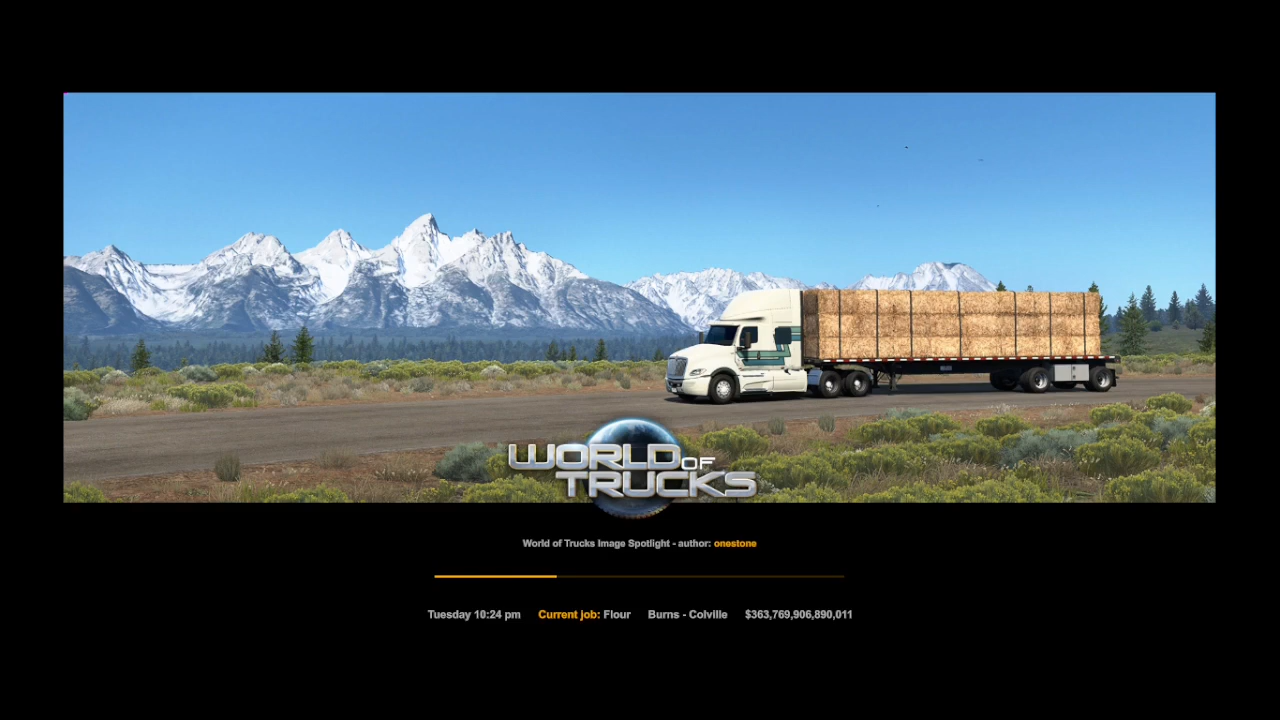 WORLD OF
TRUCKS
World of Trucks Image Spotlight - author: onestone
Tuesday 10:24 pm Current job: Flour Burns - Colville $363,769,906,890,011